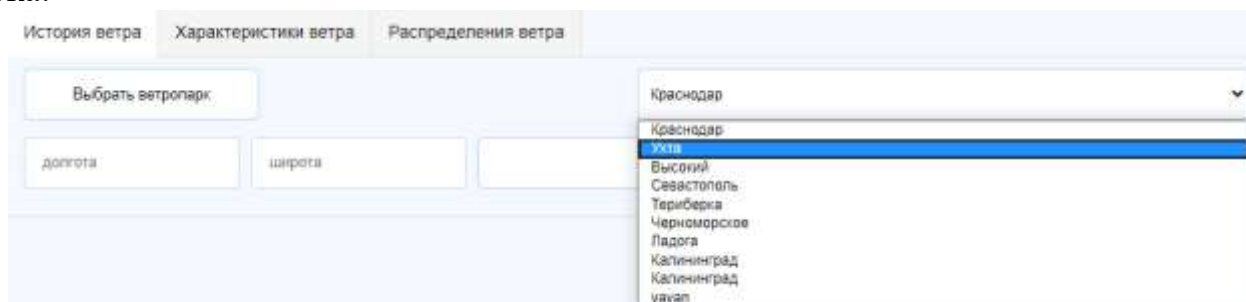 История ветра Характеристики ветра Распределения ветра
Выбрать ветропарк Краснодар
долгота широта
Краснодар
Ухта
Высокий
Севастополь
Териберка
Черноморское
Ладога
Калининград
Калининград